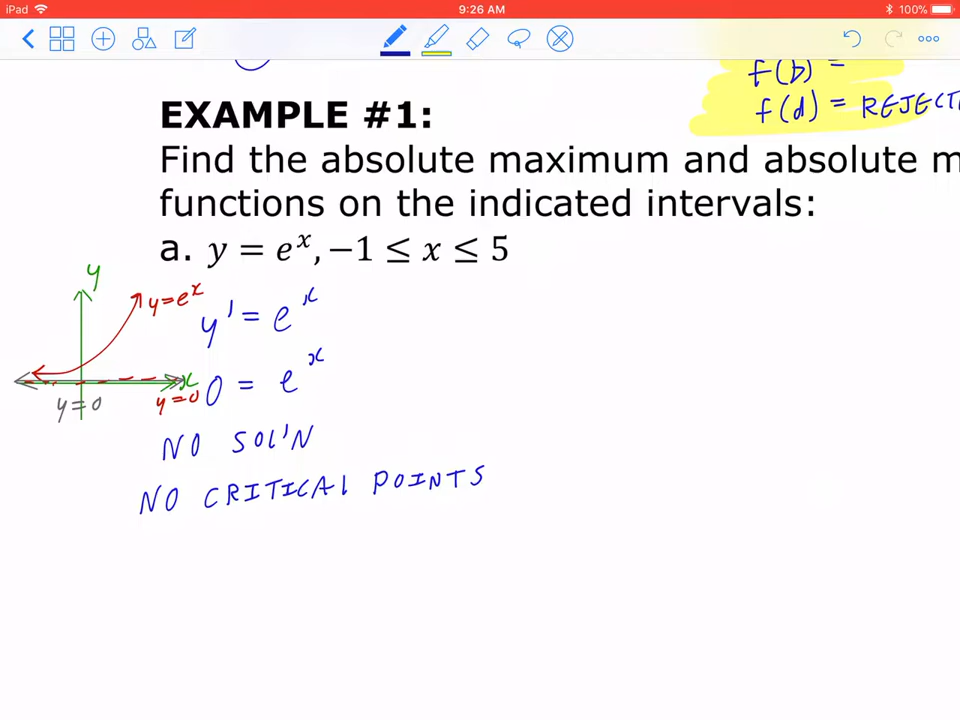 iPad 9:26 AM 100%
f(b) =
f(d) = REJECT
EXAMPLE #1:
Find the absolute maximum and absolute m
functions on the indicated intervals:
a. y = e^x, −1 ≤ x ≤ 5
y
y=e^x
y' = e^x
x
0 = e^x
y=0
y=0
NO SOL'N
NO CRITICAL POINTS